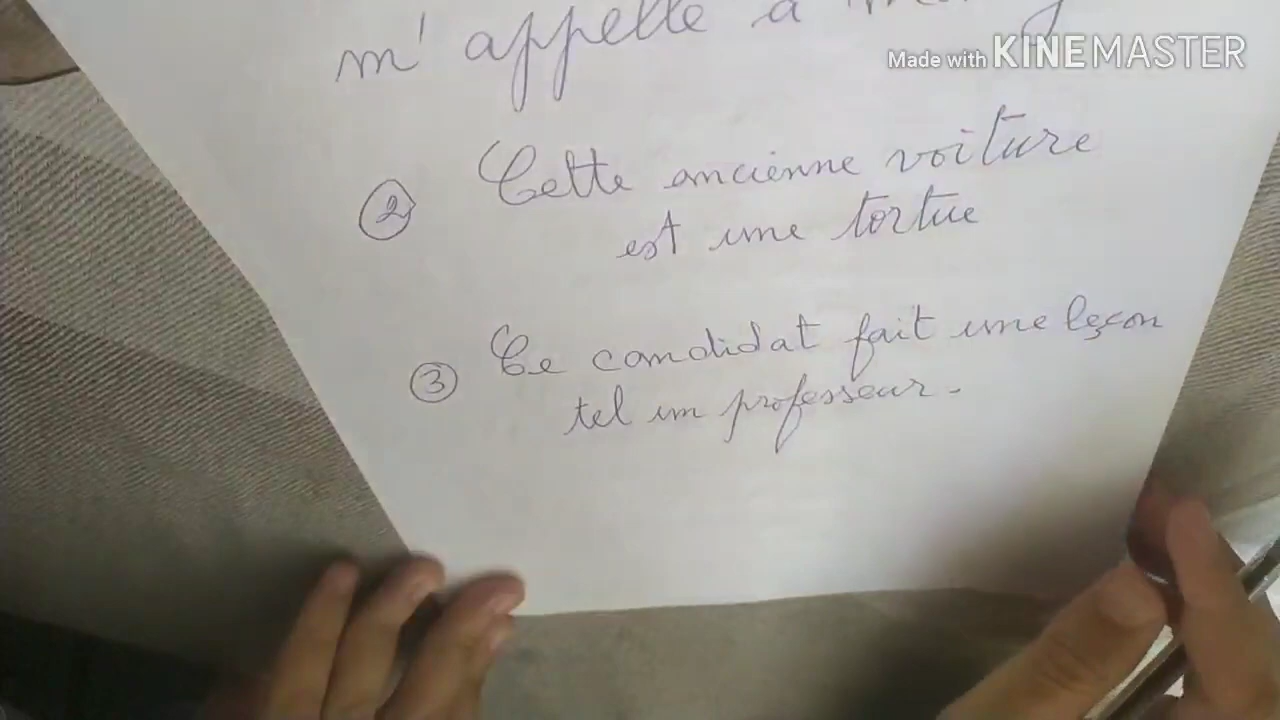 m' appelle à
Made with KINEMASTER
② Cette ancienne voiture
est une tortue
③ Ce candidat fait une leçon
tel un professeur.